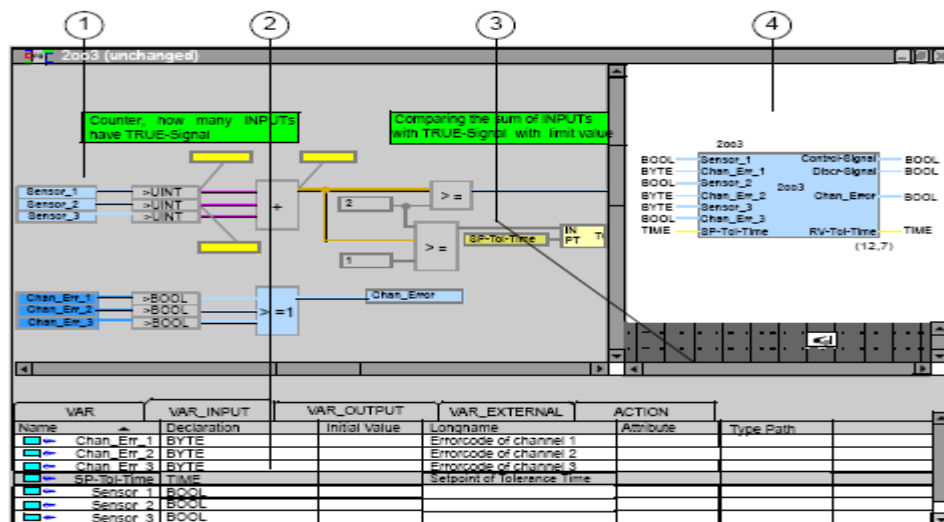 1 2 3 4
2oo3 (unchanged)
Counter, how many INPUTs
have TRUE-Signal
Comparing the sum of INPUTs
with TRUE-Signal with limit value
Sensor_1 >UINT
Sensor_2 >UINT
Sensor_3 >UINT
+
2
1
> =
> =
SP-Tol-Time
IN
PT
Chan_Err_1 >BOOL
Chan_Err_2 >BOOL
Chan_Err_3 >BOOL
> =1
Chan_Error
2oo3
BOOL Sensor_1 Control-Signal BOOL
BYTE Chan_Err_1 Discr-Signal BOOL
BOOL Sensor_2
2oo3
BYTE Chan_Err_2 Chan_Error BOOL
BYTE Sensor_3
BOOL Chan_Err_3
TIME SP-Tol-Time RV-Tol-Time TIME
(12,7)
VAR VAR_INPUT VAR_OUTPUT VAR_EXTERNAL ACTION
Name Declaration Initial Value Longname Attribute Type Path
Chan_Err_1 BYTE Errorcode of channel 1
Chan_Err_2 BYTE Errorcode of channel 2
Chan_Err_3 BYTE Errorcode of channel 3
SP-Tol-Time TIME Setpoint of Tolerance Time
Sensor_1 BOOL
Sensor_2 BOOL
Sensor_3 BOOL